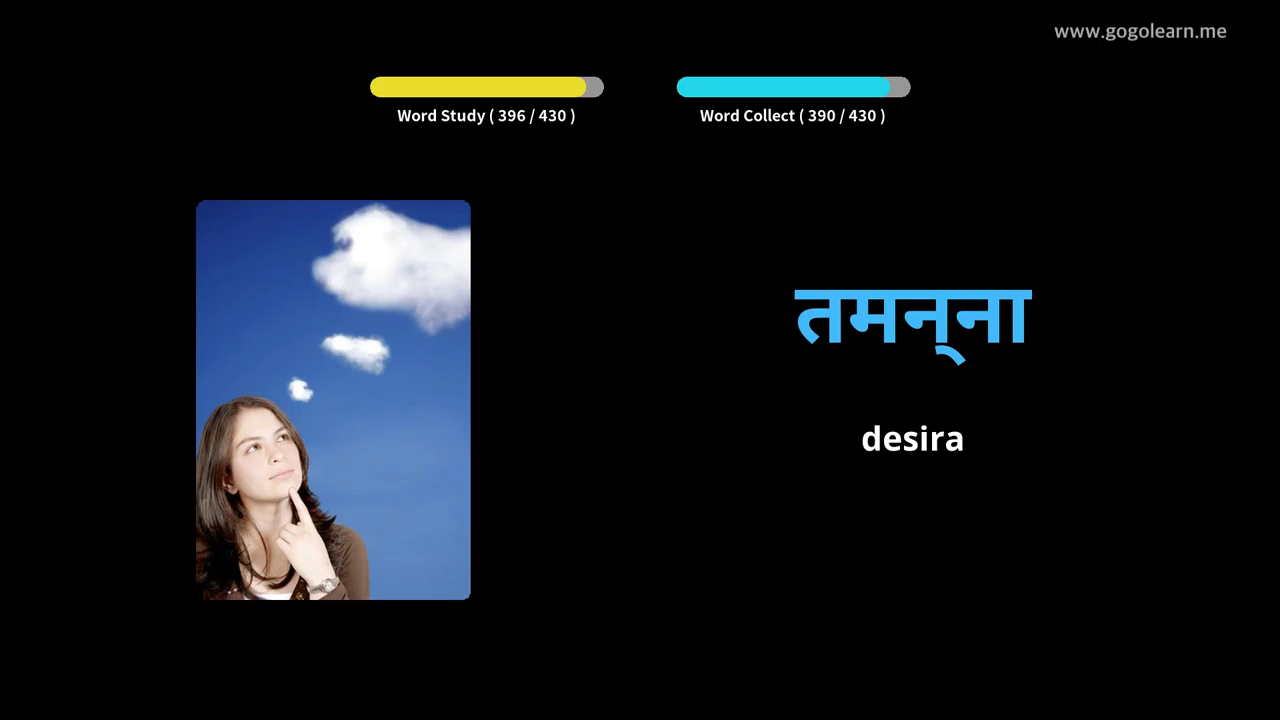 www.gogolearn.me
Word Study ( 396 / 430 )
Word Collect ( 390 / 430 )
तमन्‌ना
desira